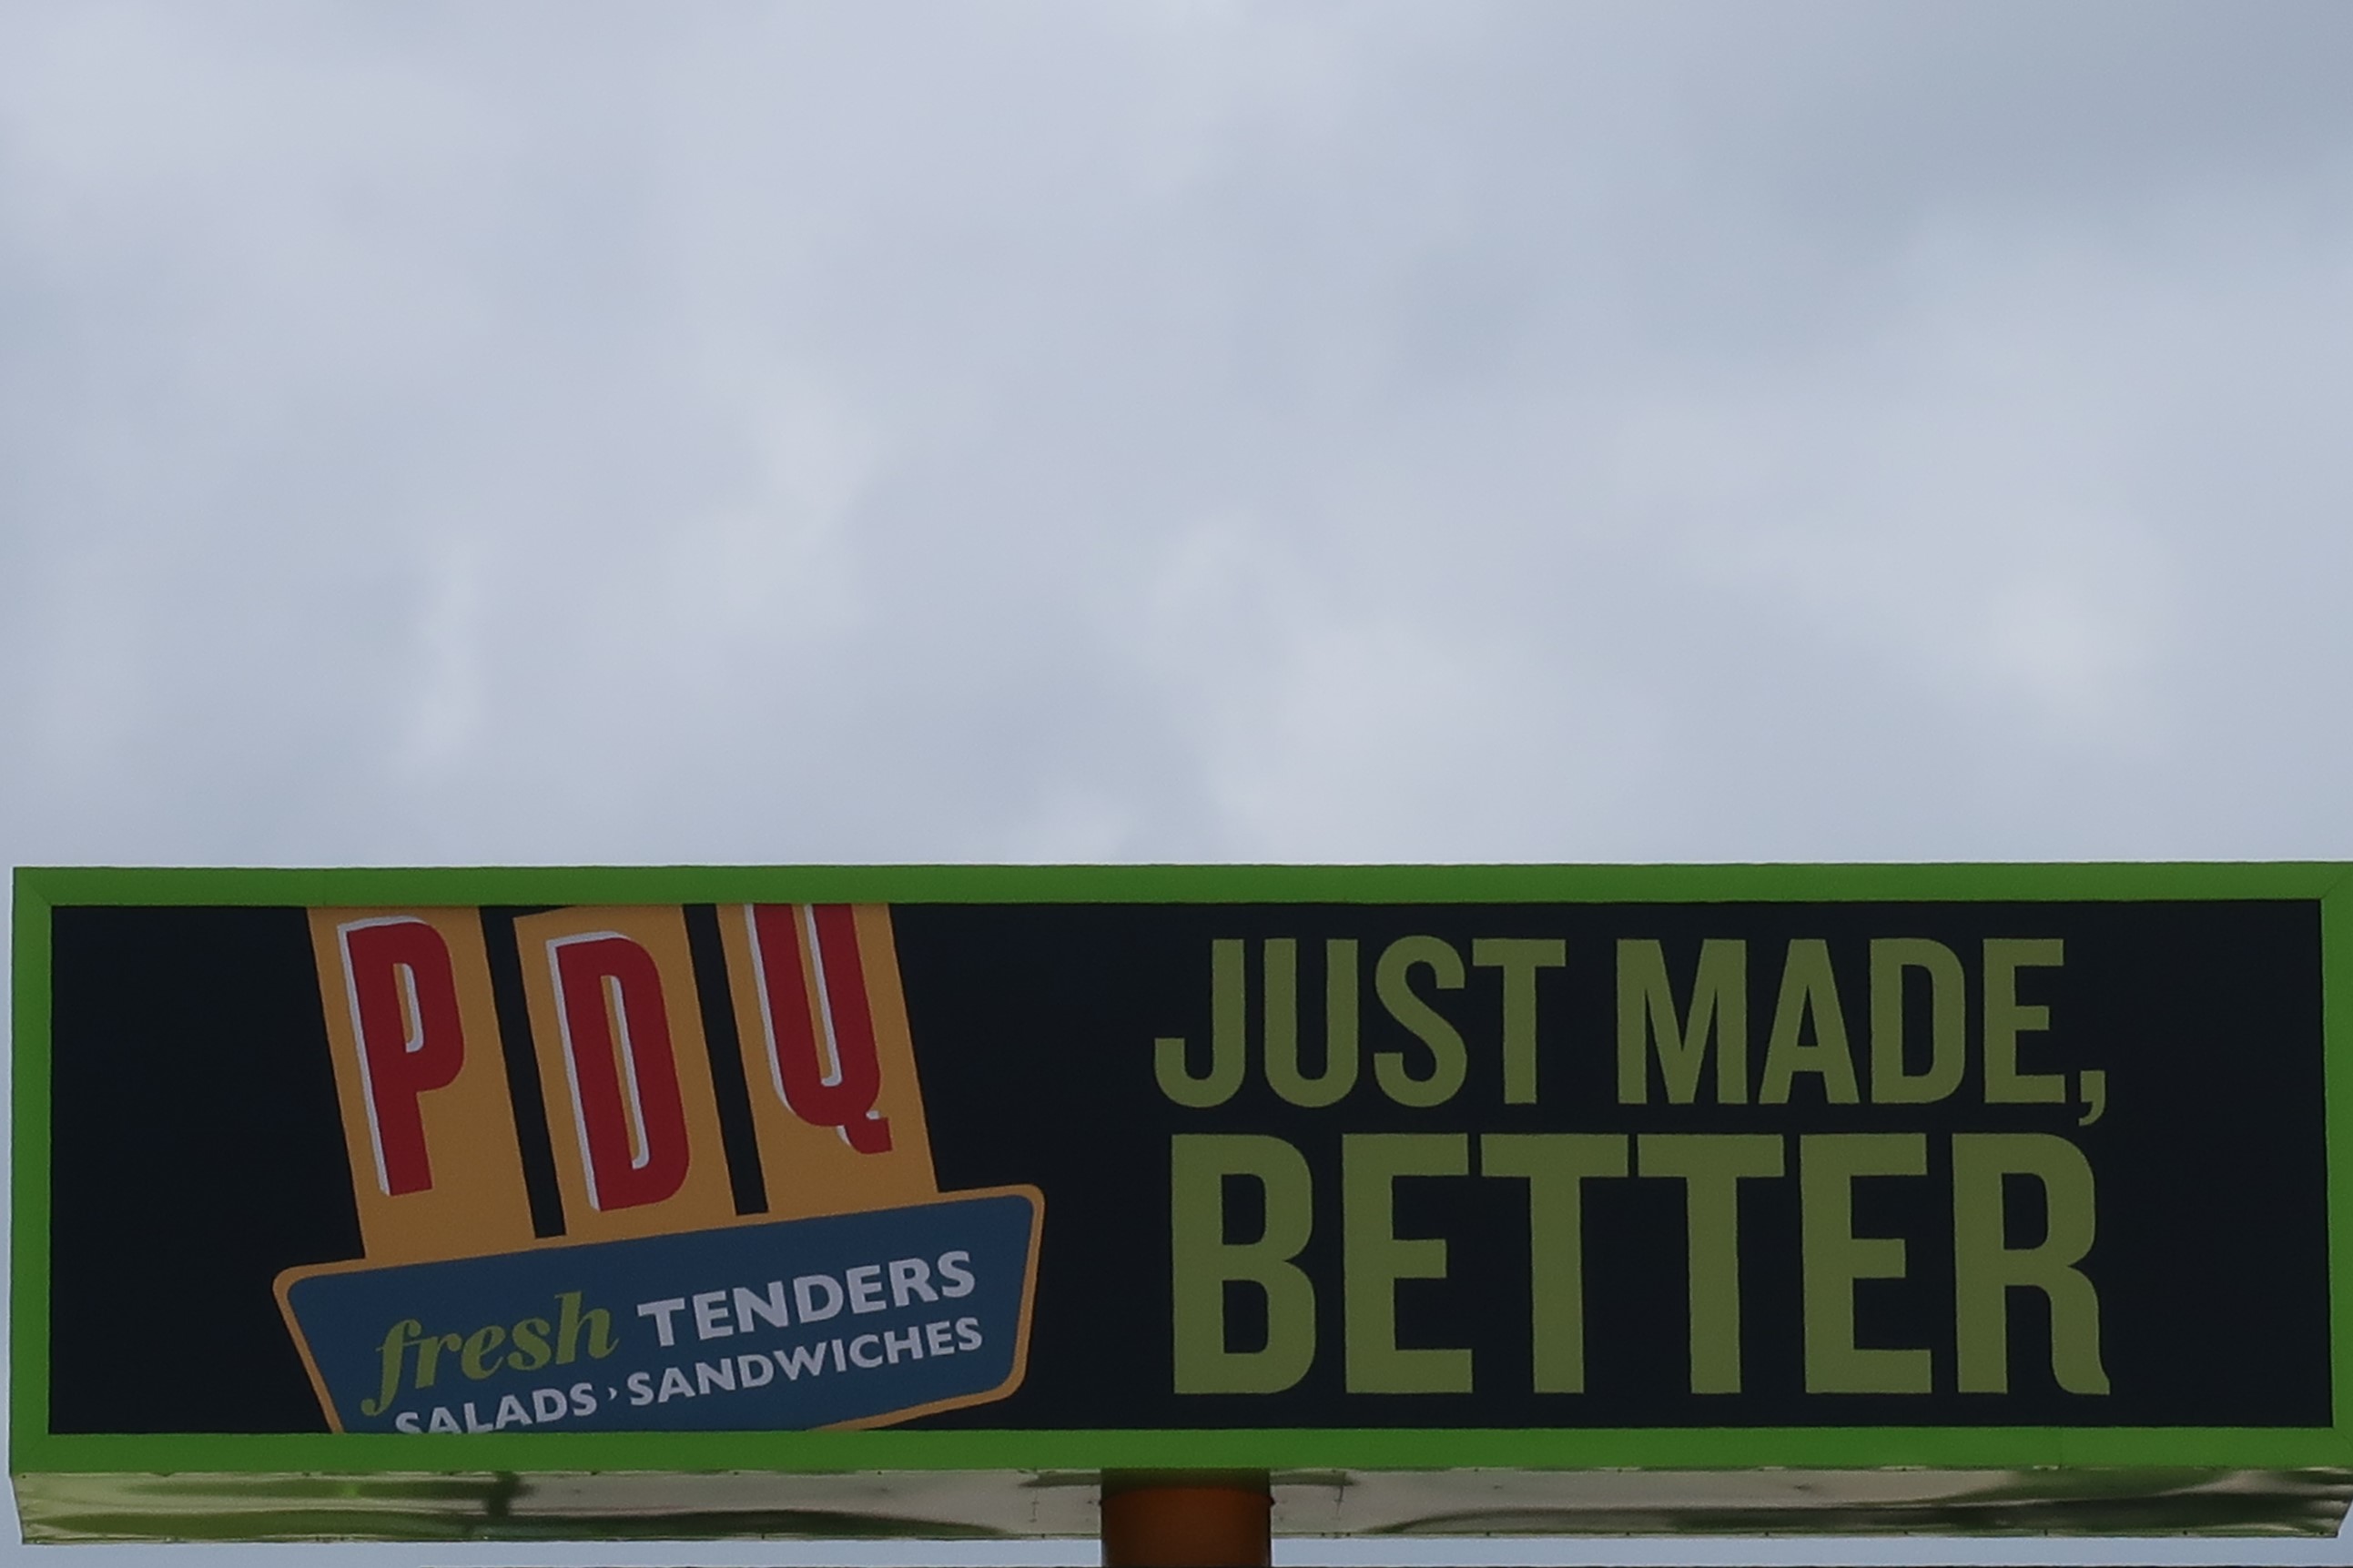 PDQ
fresh TENDERS
SALADS › SANDWICHES
JUST MADE,
BETTER